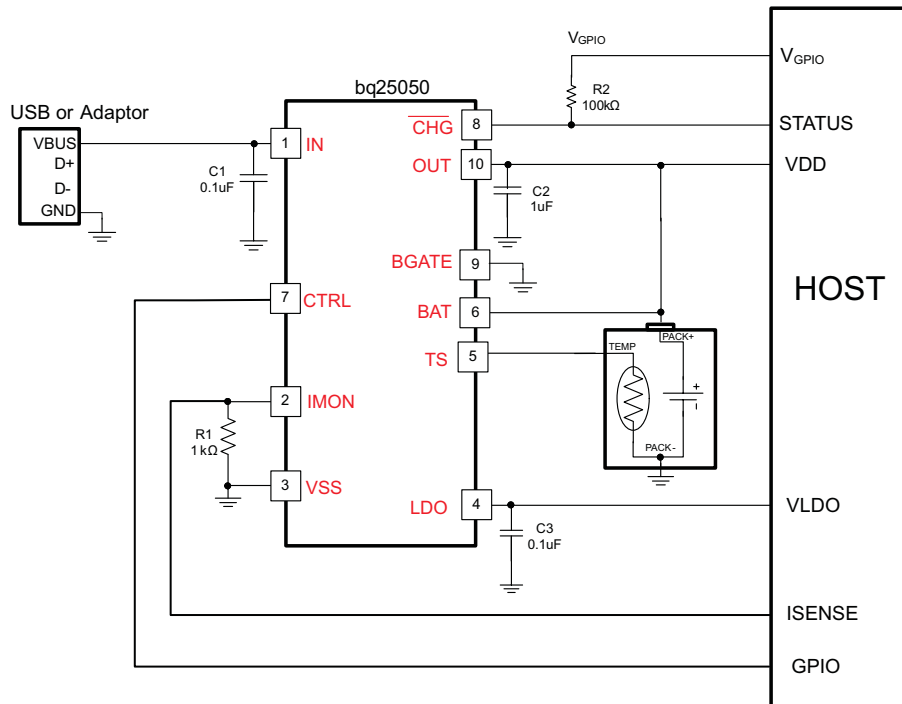 V_GPIO
V_GPIO
bq25050
R2
100kΩ
USB or Adaptor
VBUS
D+
D-
GND
C1
0.1uF
1
IN
8
CHG
STATUS
10
OUT
VDD
C2
1uF
9
BGATE
HOST
7
CTRL
6
BAT
5
TS
TEMP
PACK+
+
−
PACK-
2
IMON
R1
1kΩ
3
VSS
4
LDO
C3
0.1uF
VLDO
ISENSE
GPIO